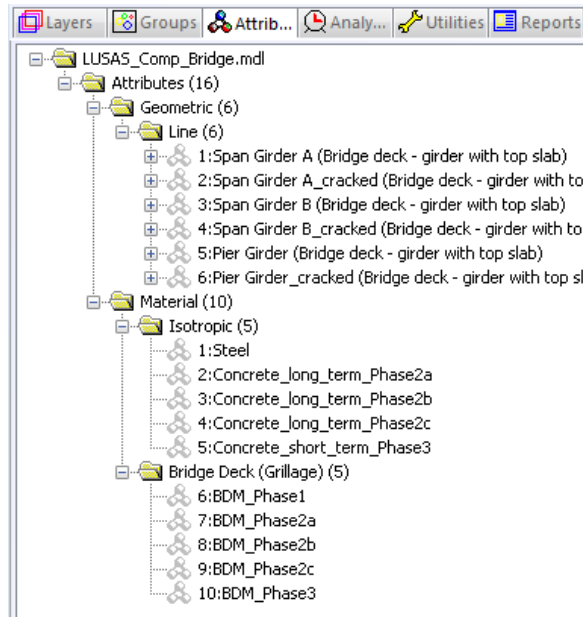 Layers Groups Attrib... Analy... Utilities Reports
LUSAS_Comp_Bridge.mdl
Attributes (16)
Geometric (6)
Line (6)
1:Span Girder A (Bridge deck - girder with top slab)
2:Span Girder A_cracked (Bridge deck - girder with to
3:Span Girder B (Bridge deck - girder with top slab)
4:Span Girder B_cracked (Bridge deck - girder with to
5:Pier Girder (Bridge deck - girder with top slab)
6:Pier Girder_cracked (Bridge deck - girder with top sl
Material (10)
Isotropic (5)
1:Steel
2:Concrete_long_term_Phase2a
3:Concrete_long_term_Phase2b
4:Concrete_long_term_Phase2c
5:Concrete_short_term_Phase3
Bridge Deck (Grillage) (5)
6:BDM_Phase1
7:BDM_Phase2a
8:BDM_Phase2b
9:BDM_Phase2c
10:BDM_Phase3